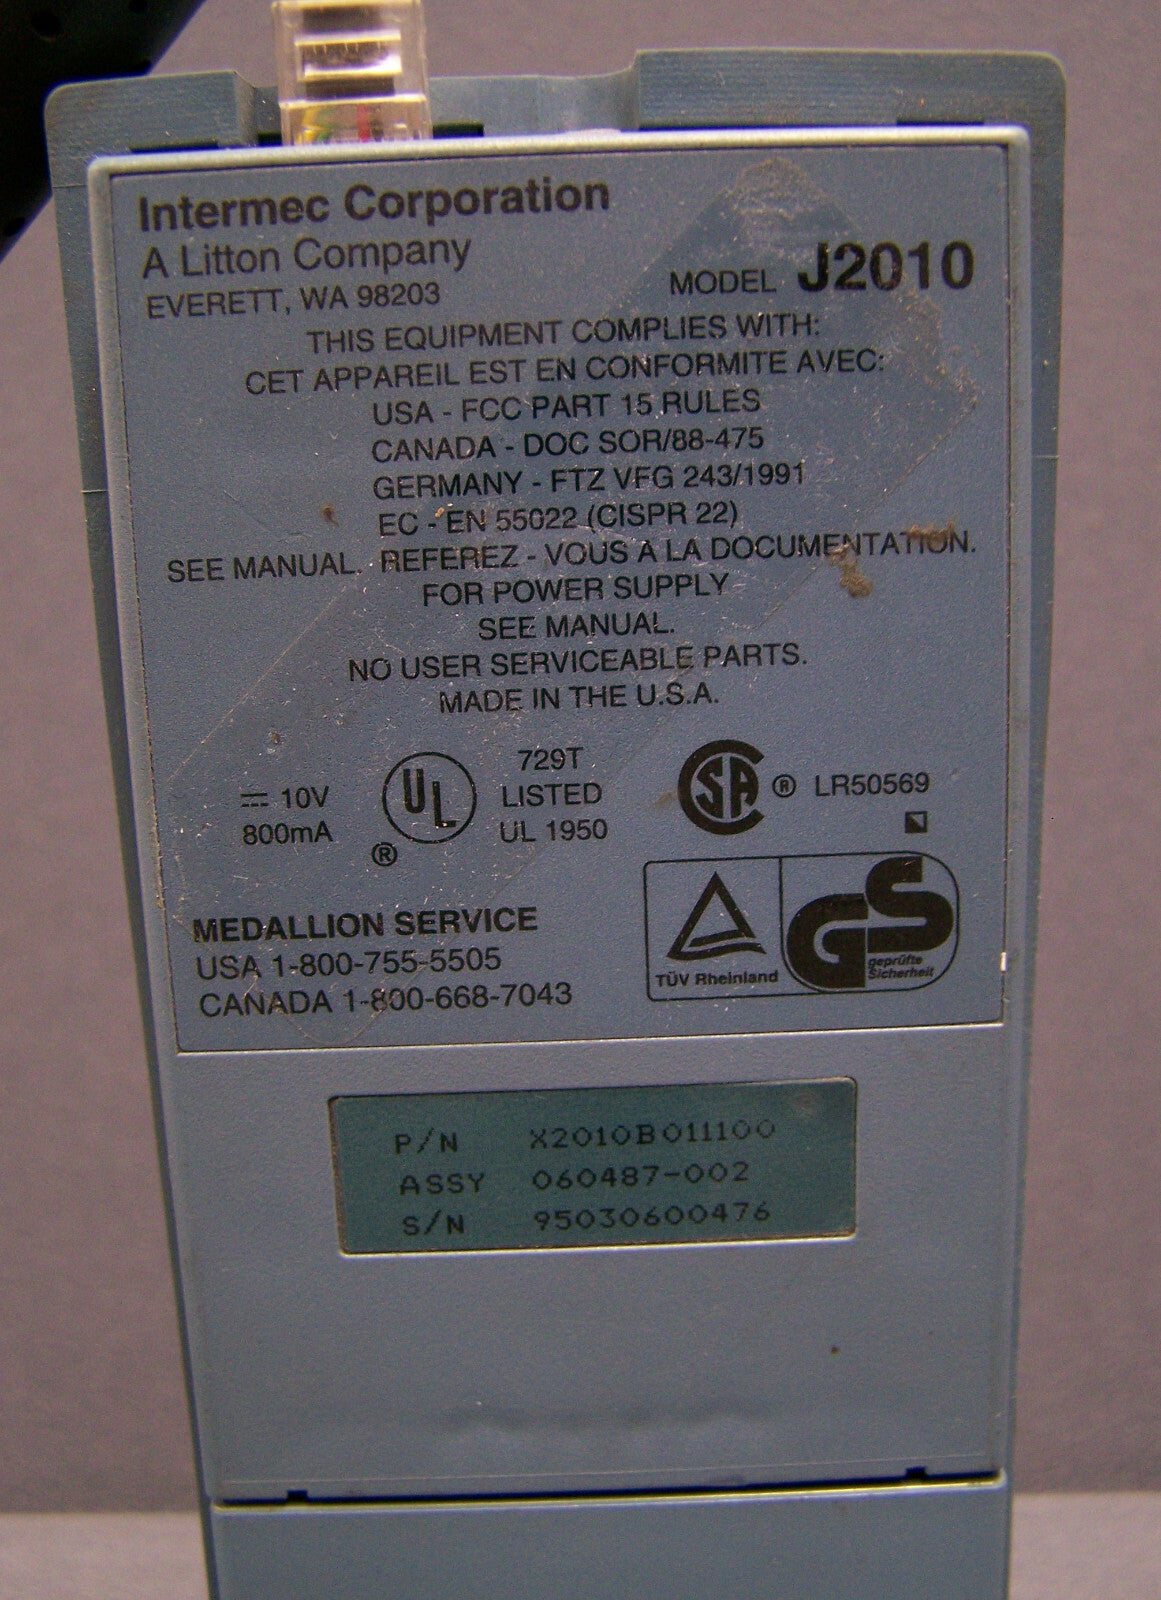 Intermec Corporation
A Litton Company
EVERETT, WA 98203
MODEL J2010
THIS EQUIPMENT COMPLIES WITH:
CET APPAREIL EST EN CONFORMITE AVEC:
USA - FCC PART 15 RULES
CANADA - DOC SOR/88-475
GERMANY - FTZ VFG 243/1991
EC - EN 55022 (CISPR 22)
SEE MANUAL. REFEREZ - VOUS A LA DOCUMENTATION.
FOR POWER SUPPLY
SEE MANUAL.
NO USER SERVICEABLE PARTS.
MADE IN THE U.S.A.
⎓ 10V
800mA
UL ®
729T
LISTED
UL 1950
SA ® LR50569
MEDALLION SERVICE
USA 1-800-755-5505
CANADA 1-800-668-7043
TÜV Rheinland
GS
geprüfte
Sicherheit
P/N X2010B011100
ASSY 060487-002
S/N 95030600476